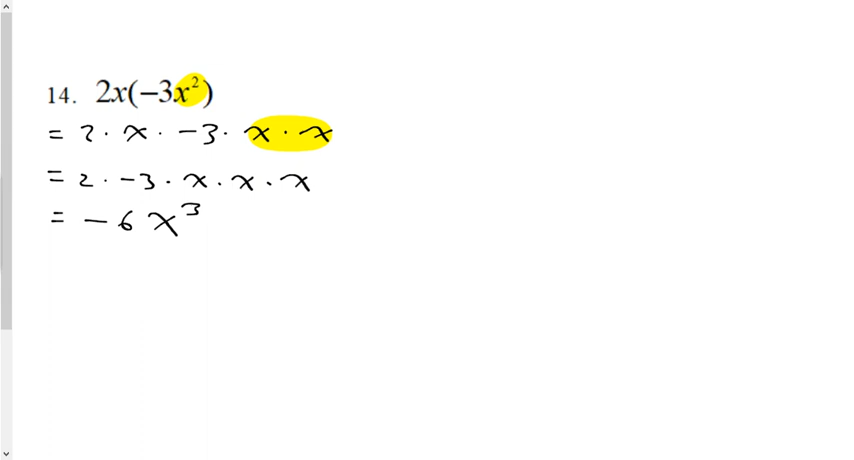 14. 2x(−3x²)
= 2 · x · −3 · x · x
= 2 · −3 · x · x · x
= −6x³